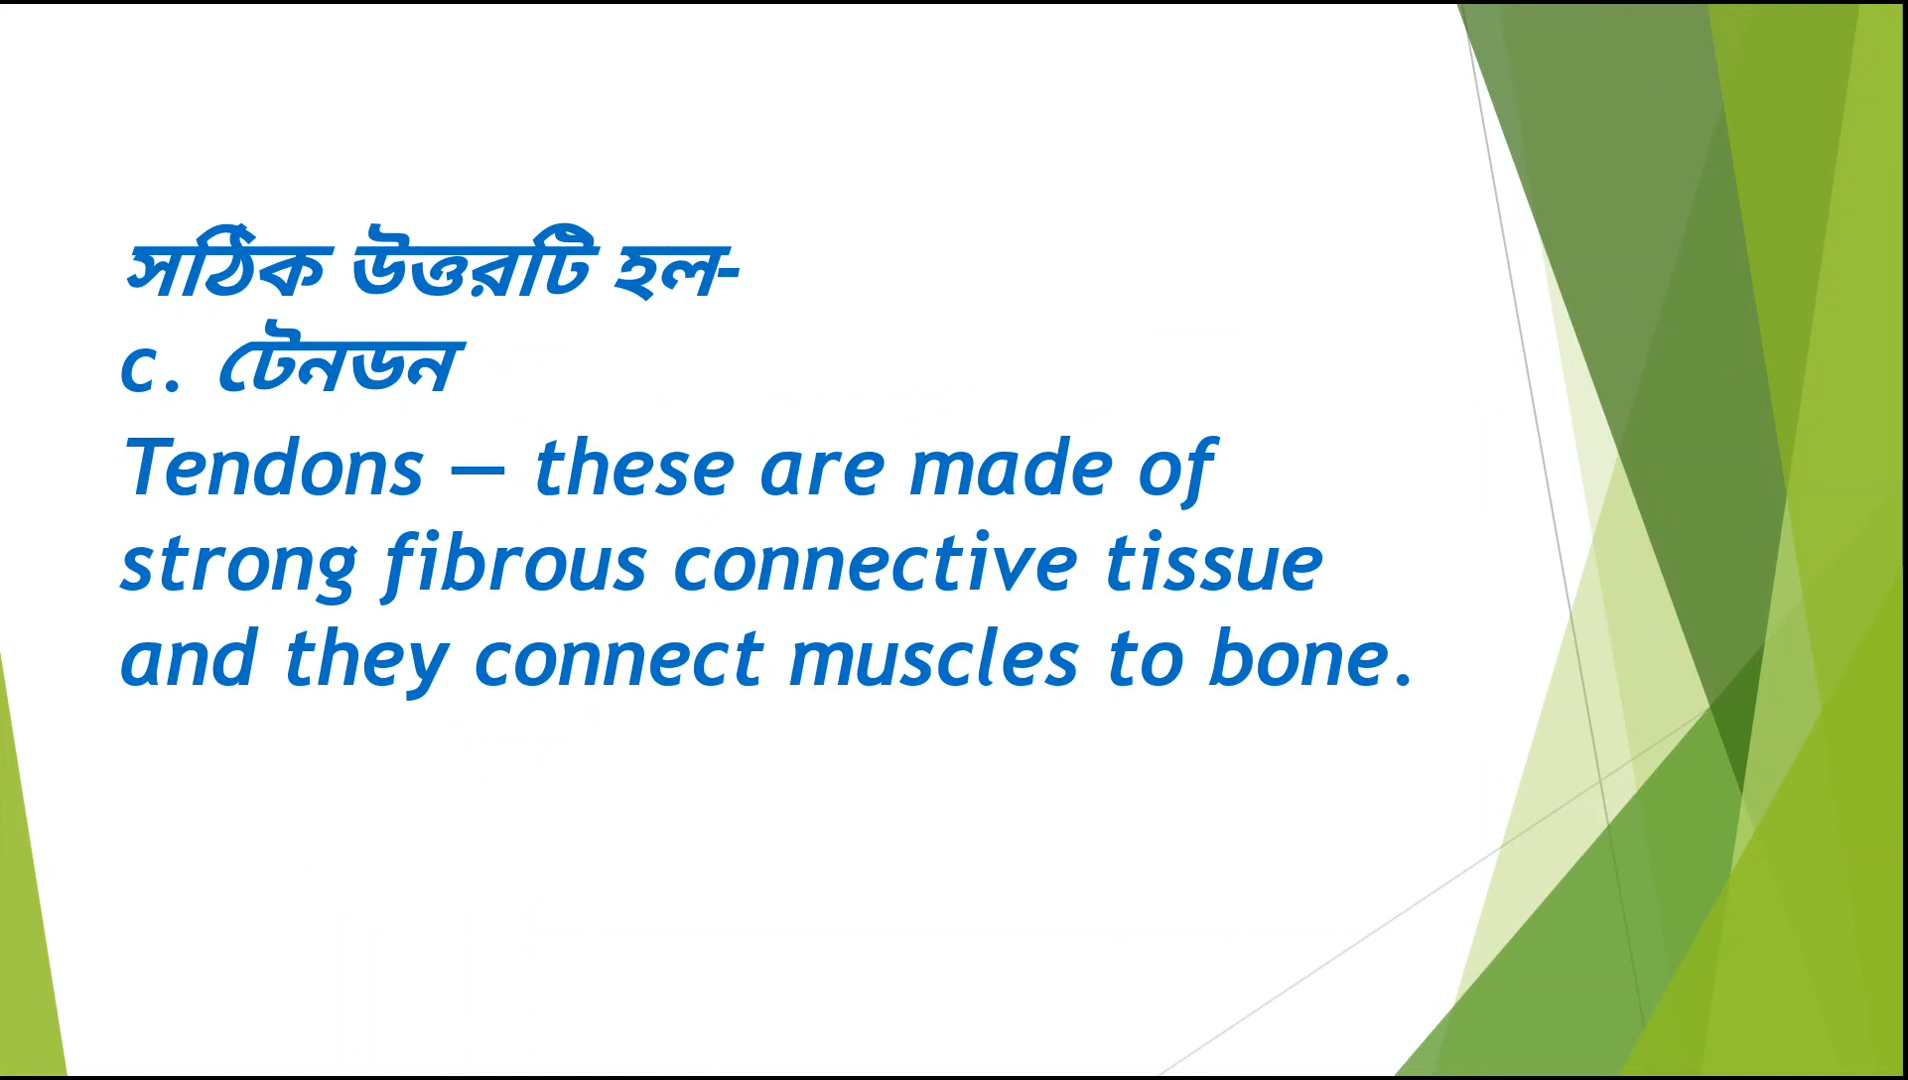 সঠিক উত্তরটি হল-
c. টেনডন
Tendons — these are made of
strong fibrous connective tissue
and they connect muscles to bone.